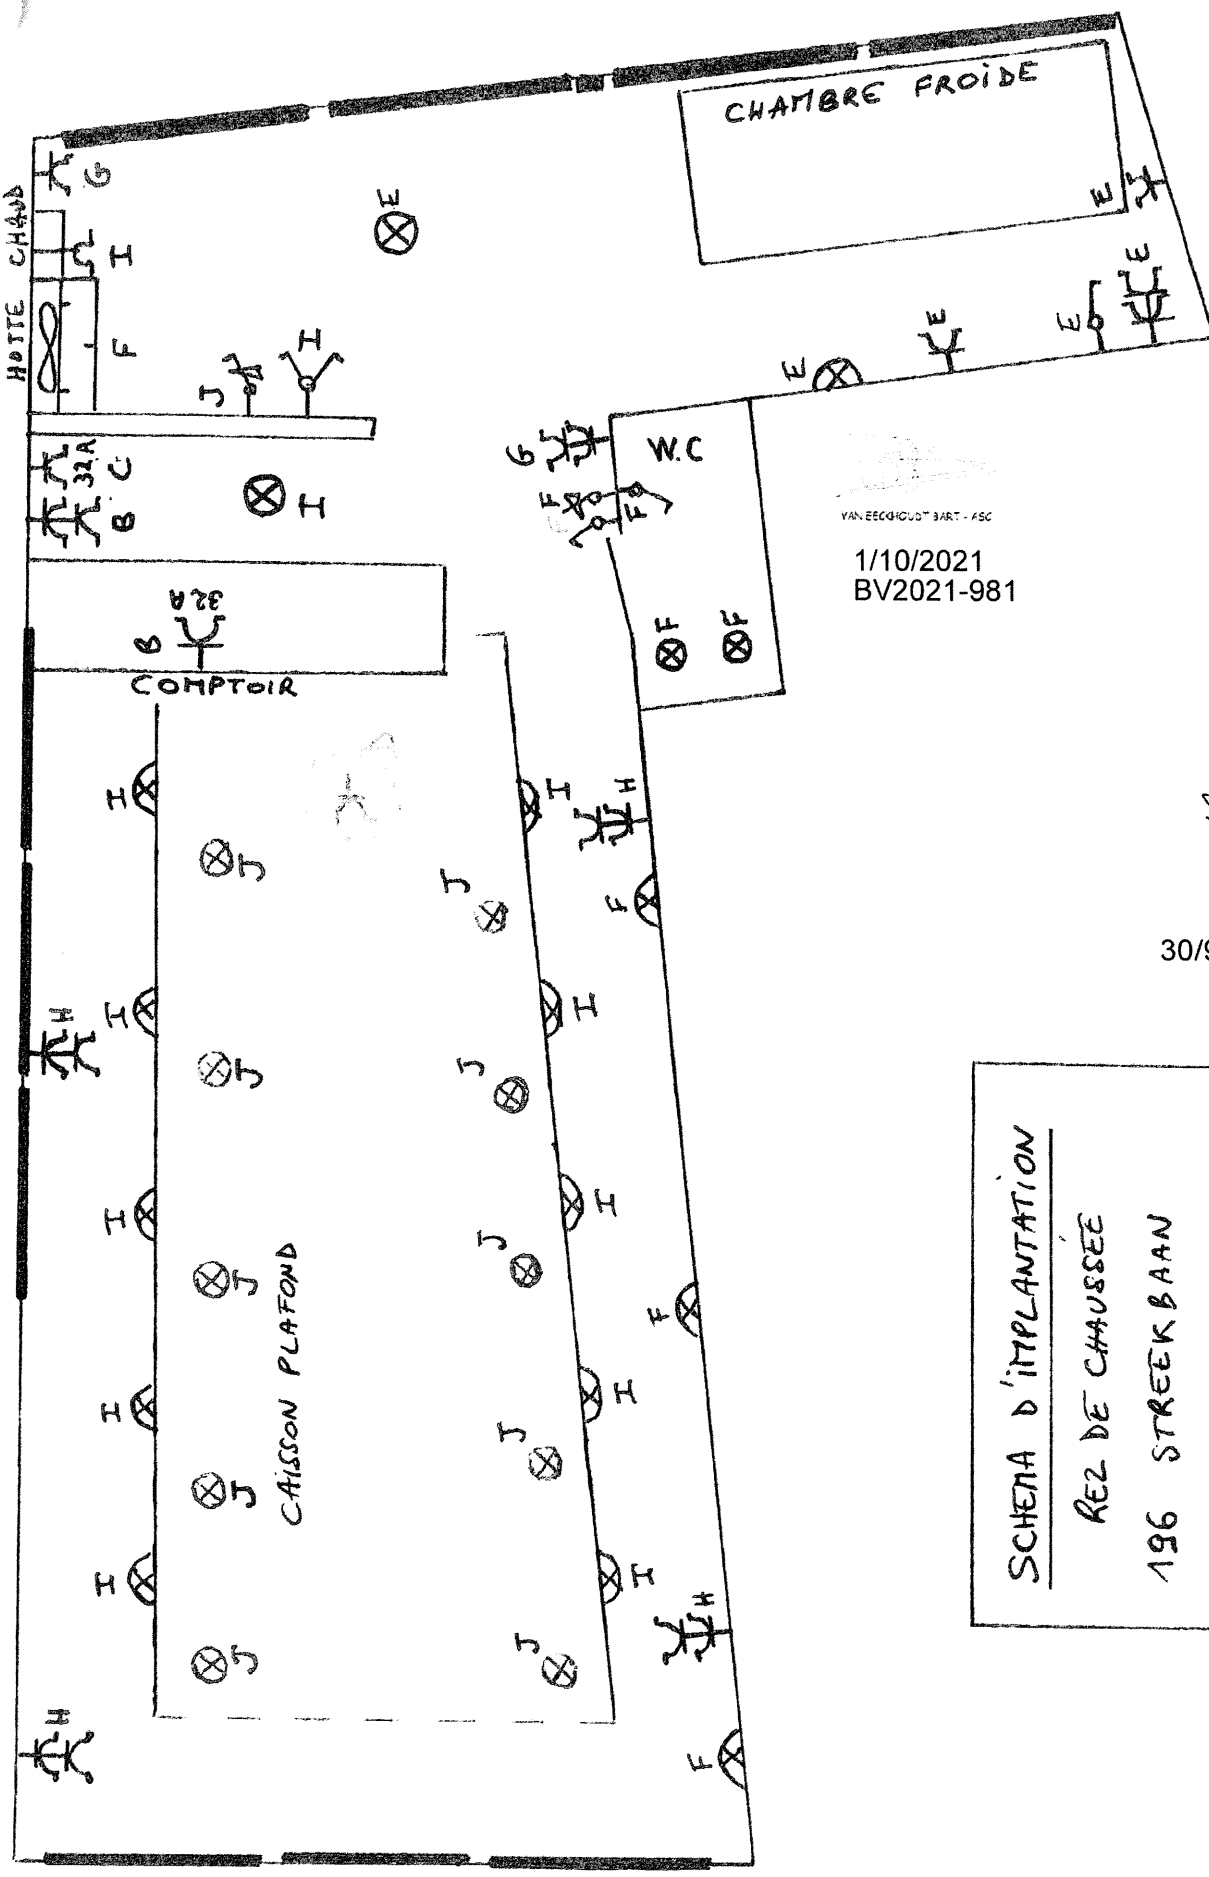 CHAMBRE FROIDE
HOTTE CHAUD
G
I
F
E
E
E
E
E
E
J
I
32A
C
B
I
G
W.C
F
F
F
F
VAN EECKHOUDT BART - ASC
1/10/2021
BV2021-981
32A
B
COMPTOIR
I
I
H
J
J
F
30/9
H
I
I
J
J
I
I
J
J
F
CAISSON PLAFOND
I
I
J
J
I
I
H
J
J
H
F
SCHEMA D'IMPLANTATION
REZ DE CHAUSSÉE
196 STREEKBAAN